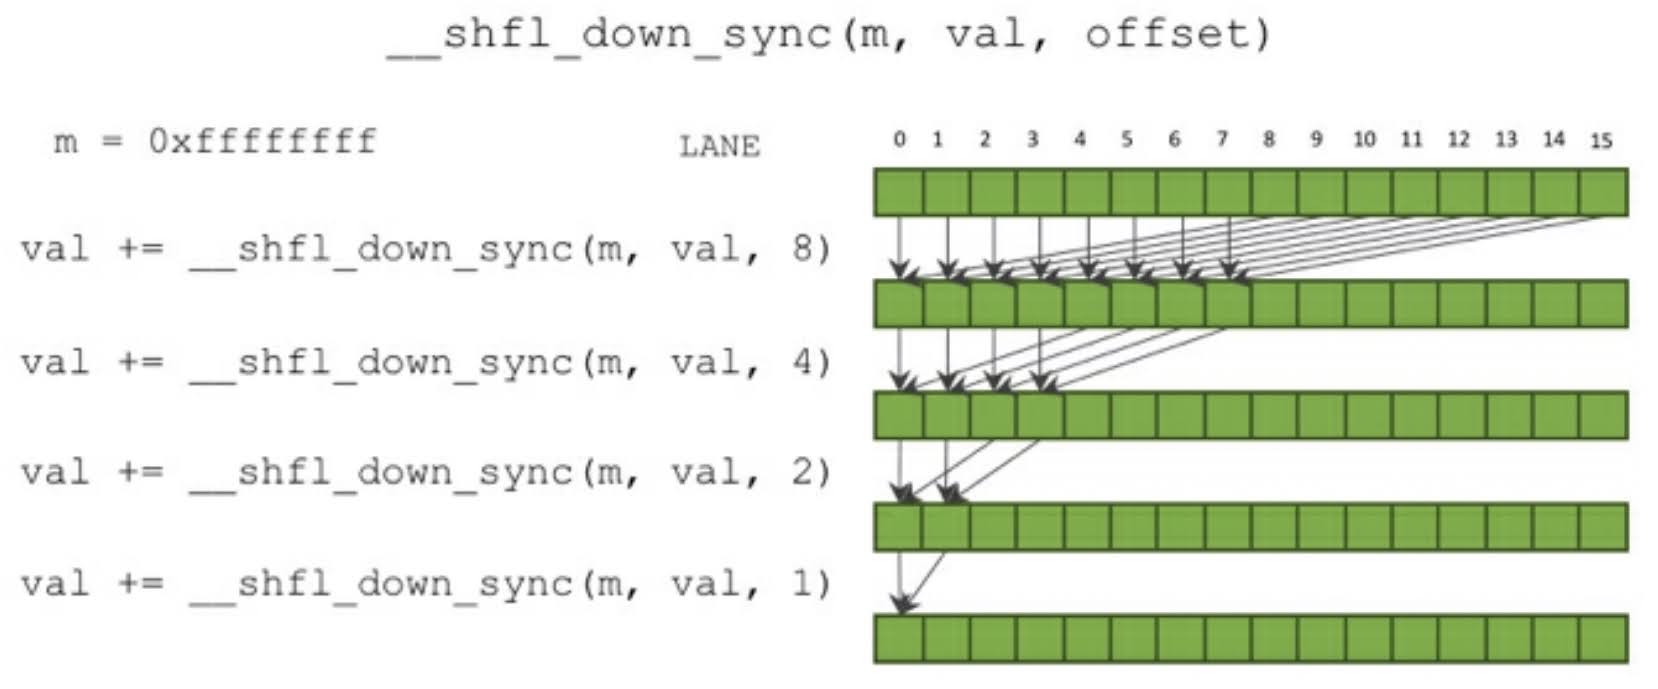 __shfl_down_sync(m, val, offset)
m = 0xffffffff
LANE
0 1 2 3 4 5 6 7 8 9 10 11 12 13 14 15
val += __shfl_down_sync(m, val, 8)
val += __shfl_down_sync(m, val, 4)
val += __shfl_down_sync(m, val, 2)
val += __shfl_down_sync(m, val, 1)